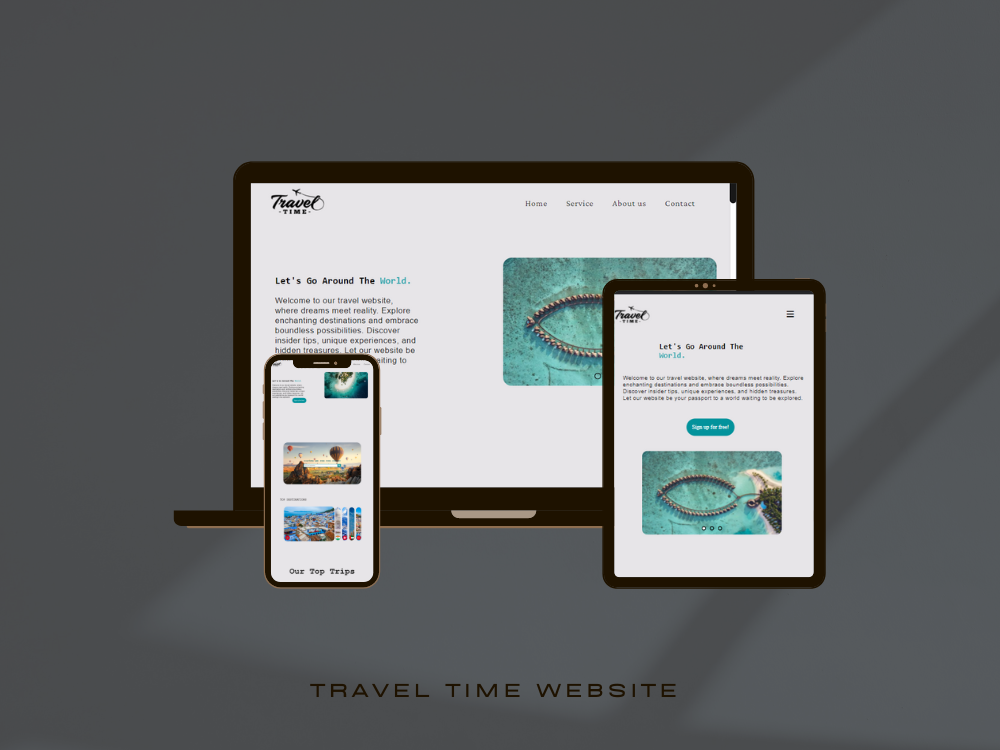 Travel
-TIME-
Home Service About us Contact
Let's Go Around The World.
Welcome to our travel website,
where dreams meet reality. Explore
enchanting destinations and embrace
boundless possibilities. Discover
insider tips, unique experiences, and
hidden treasures. Let our website be
aiting to
Travel
-TIME-
Let's Go Around The
World.
Welcome to our travel website, where dreams meet reality. Explore
enchanting destinations and embrace boundless possibilities.
Discover insider tips, unique experiences, and hidden treasures.
Let our website be your passport to a world waiting to be explored.
Sign up for free!
Our Top Trips
TRAVEL TIME WEBSITE